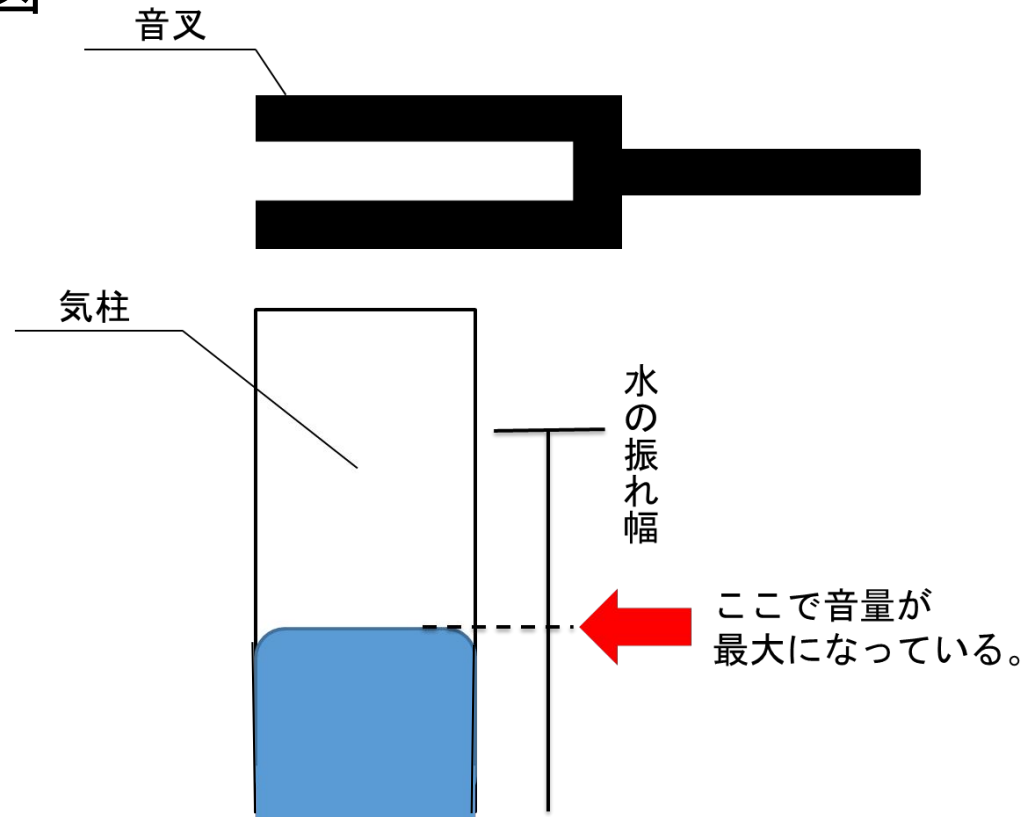 図
音叉
気柱
水の振れ幅
ここで音量が
最大になっている。